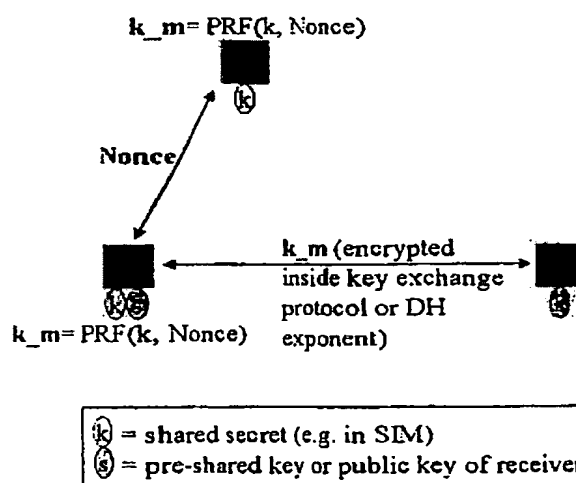 k_m= PRF(k, Nonce)
k
Nonce
k_m (encrypted
inside key exchange
protocol or DH
exponent)
k s
k_m= PRF(k, Nonce)
k = shared secret (e.g. in SIM)
s = pre-shared key or public key of receiver